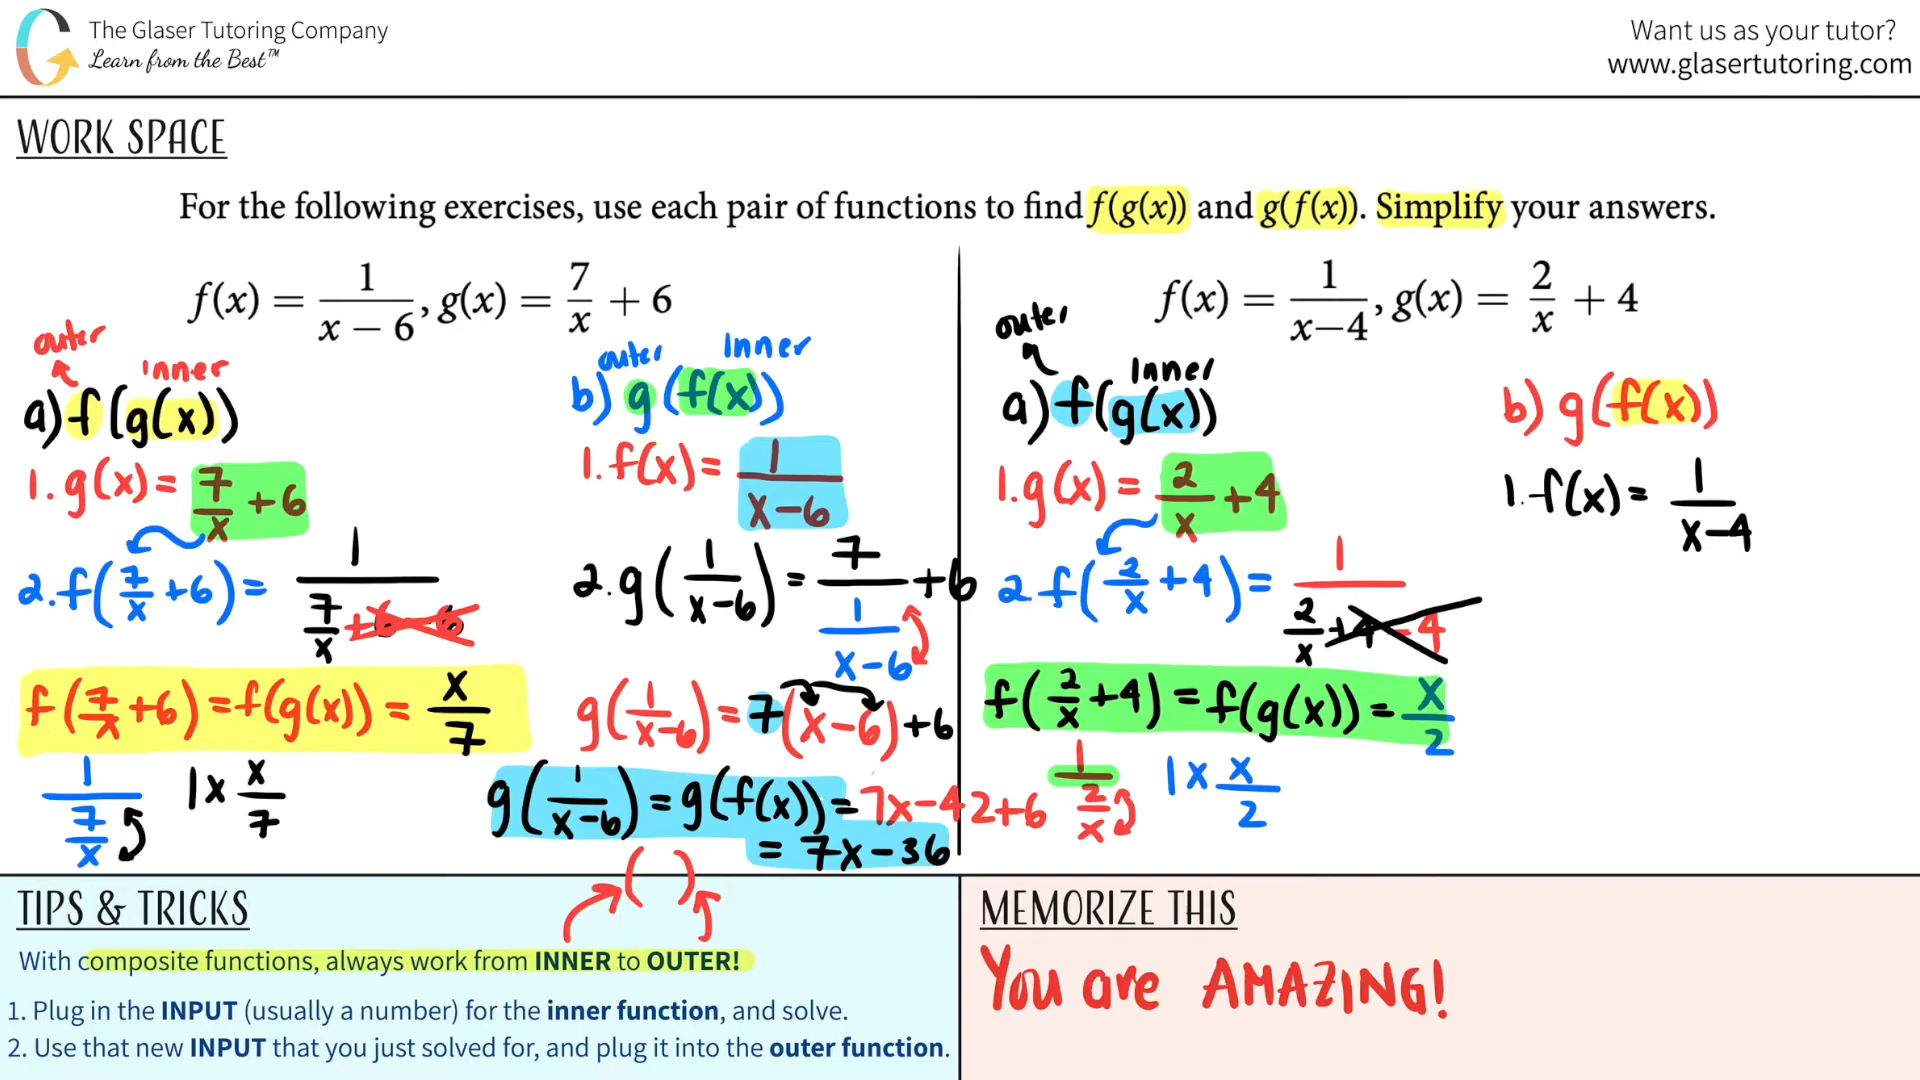 The Glaser Tutoring Company
Learn from the Best™
Want us as your tutor?
www.glasertutoring.com
WORK SPACE
For the following exercises, use each pair of functions to find f(g(x)) and g(f(x)). Simplify your answers.
f(x) = 1/(x − 6), g(x) = 7/x + 6
outer
inner
a) f(g(x))
1. g(x) = 7/x + 6
2. f(7/x + 6) = 1/(7/x + 6 − 6)
f(7/x + 6) = f(g(x)) = x/7
1/(7/x) 1 x x/7
outer
inner
b) g(f(x))
1. f(x) = 1/(x − 6)
2. g(1/(x−6)) = 7/(1/(x−6)) + 6
g(1/(x−6)) = 7(x − 6) + 6
g(1/(x−6)) = g(f(x)) = 7x − 42 + 6
= 7x − 36
( )
f(x) = 1/(x−4), g(x) = 2/x + 4
outer
inner
a) f(g(x))
1. g(x) = 2/x + 4
2. f(2/x + 4) = 1/(2/x + 4 − 4)
f(2/x + 4) = f(g(x)) = x/2
1/(2/x) 1 x x/2
b) g(f(x))
1. f(x) = 1/(x−4)
TIPS & TRICKS
With composite functions, always work from INNER to OUTER!
1. Plug in the INPUT (usually a number) for the inner function, and solve.
2. Use that new INPUT that you just solved for, and plug it into the outer function.
MEMORIZE THIS
You are AMAZING!